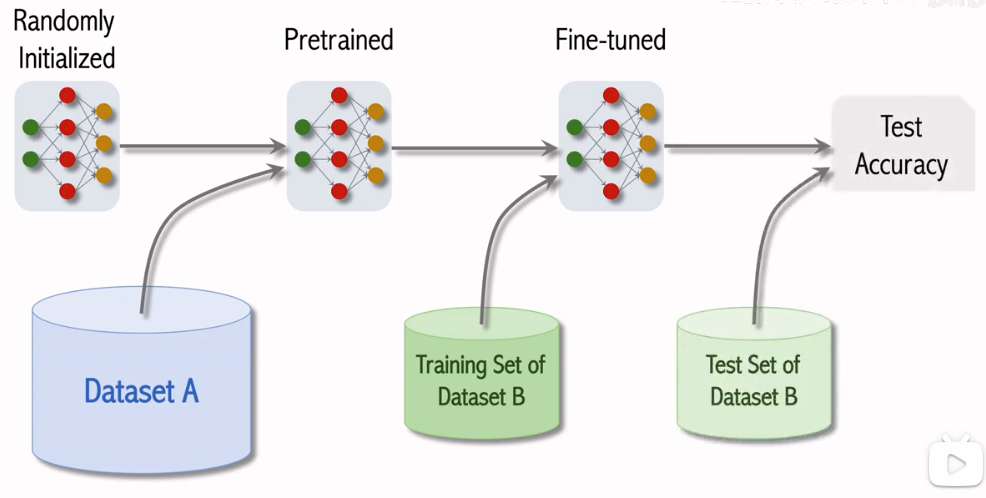 Randomly
Initialized
Pretrained
Fine-tuned
Test
Accuracy
Dataset A
Training Set of
Dataset B
Test Set of
Dataset B